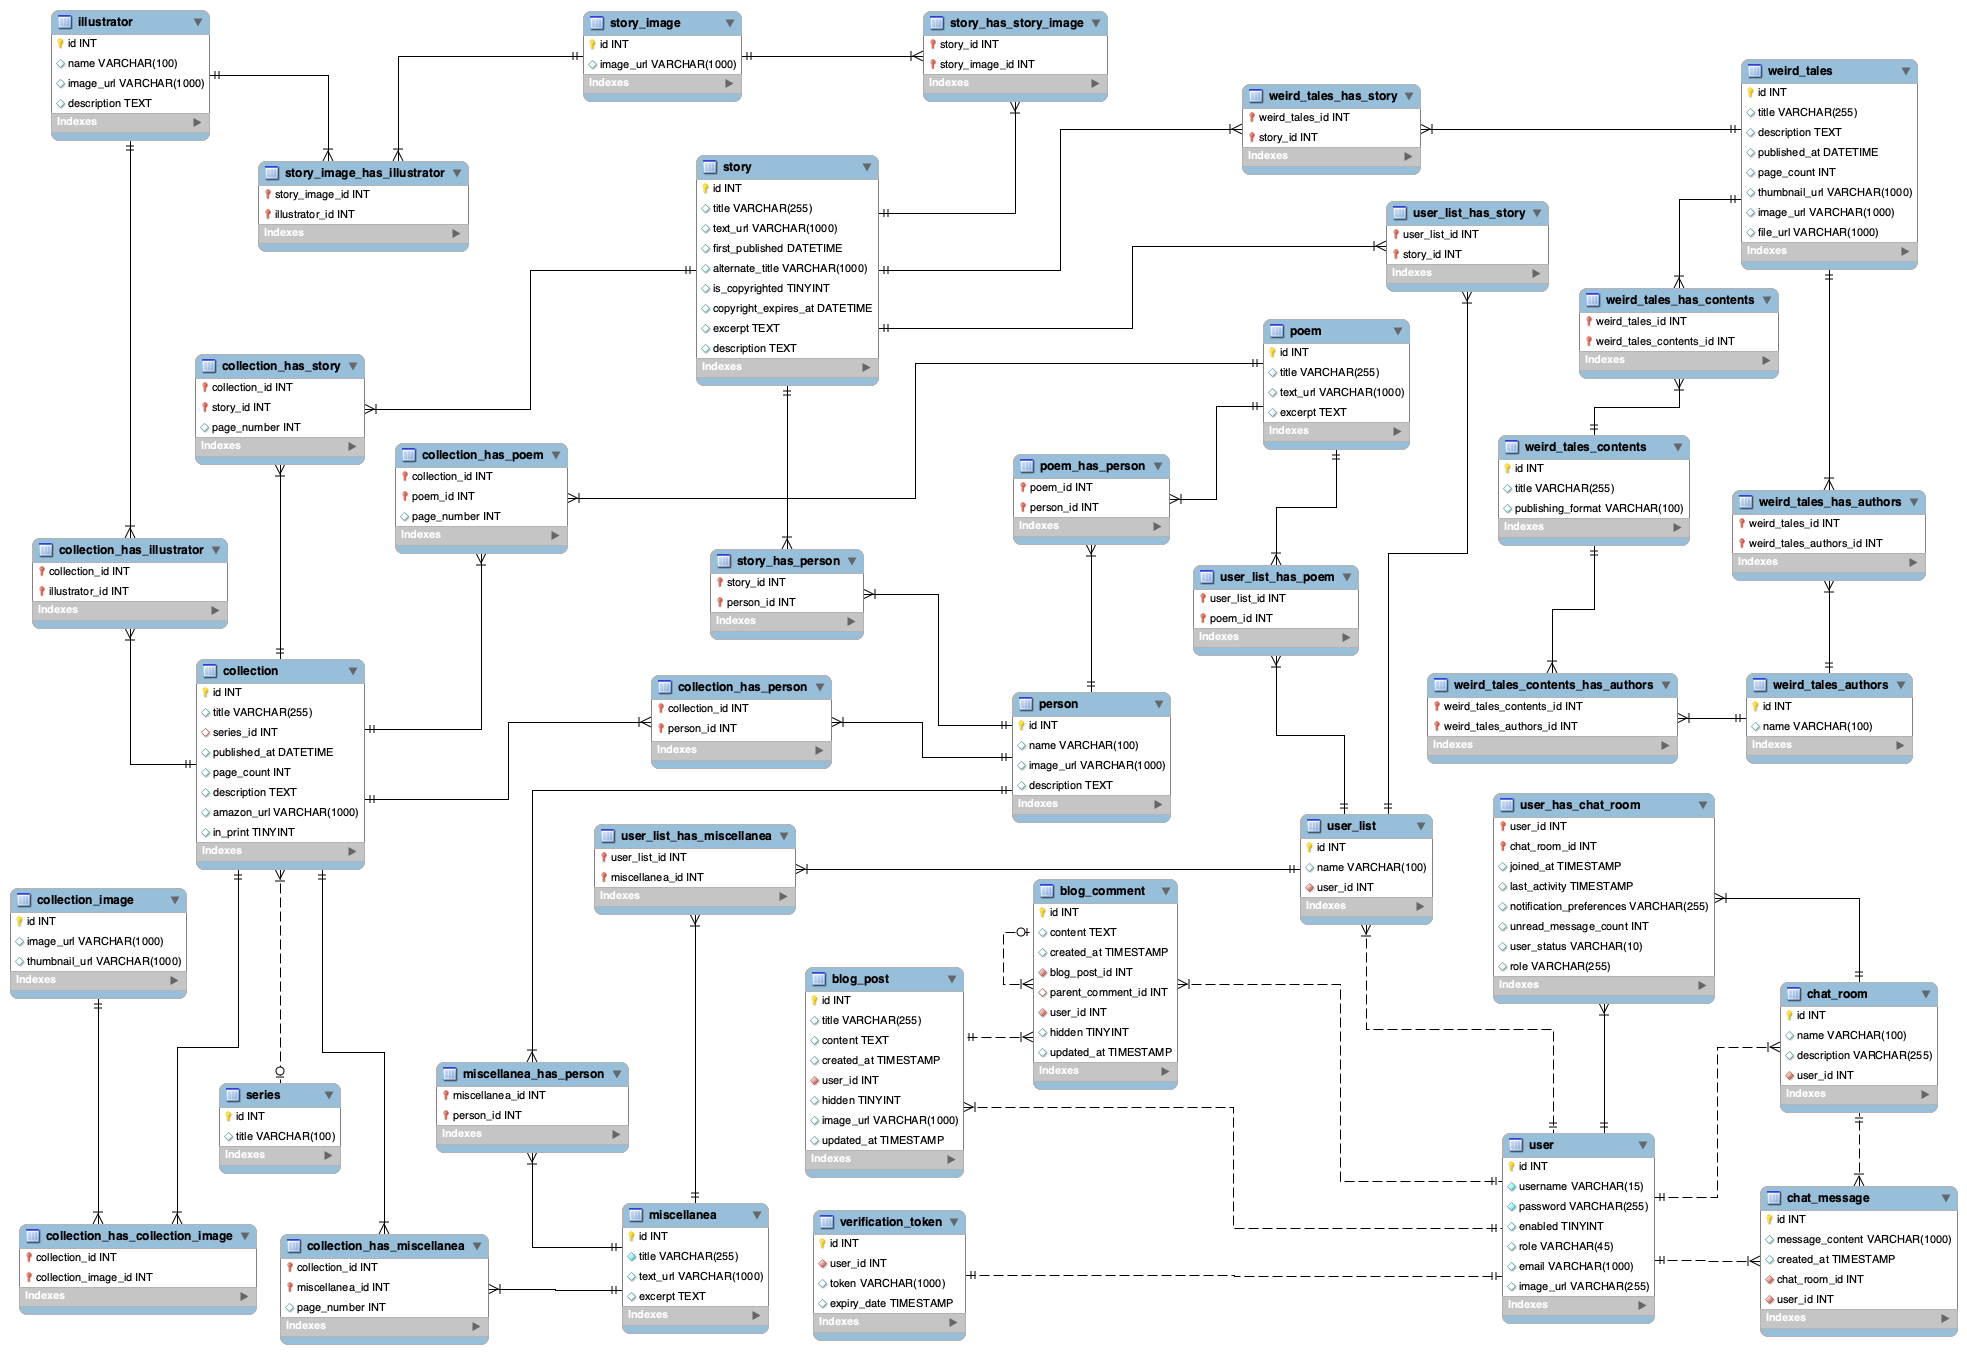 illustrator
id INT
name VARCHAR(100)
image_url VARCHAR(1000)
description TEXT
Indexes
story_image
id INT
image_url VARCHAR(1000)
Indexes
story_has_story_image
story_id INT
story_image_id INT
Indexes
weird_tales
id INT
title VARCHAR(255)
description TEXT
published_at DATETIME
page_count INT
thumbnail_url VARCHAR(1000)
image_url VARCHAR(1000)
file_url VARCHAR(1000)
Indexes
weird_tales_has_story
weird_tales_id INT
story_id INT
Indexes
story_image_has_illustrator
story_image_id INT
illustrator_id INT
Indexes
story
id INT
title VARCHAR(255)
text_url VARCHAR(1000)
first_published DATETIME
alternate_title VARCHAR(1000)
is_copyrighted TINYINT
copyright_expires_at DATETIME
excerpt TEXT
description TEXT
Indexes
user_list_has_story
user_list_id INT
story_id INT
Indexes
weird_tales_has_contents
weird_tales_id INT
weird_tales_contents_id INT
Indexes
poem
id INT
title VARCHAR(255)
text_url VARCHAR(1000)
excerpt TEXT
Indexes
collection_has_story
collection_id INT
story_id INT
page_number INT
Indexes
collection_has_poem
collection_id INT
poem_id INT
page_number INT
Indexes
poem_has_person
poem_id INT
person_id INT
Indexes
weird_tales_contents
id INT
title VARCHAR(255)
publishing_format VARCHAR(100)
Indexes
weird_tales_has_authors
weird_tales_id INT
weird_tales_authors_id INT
Indexes
collection_has_illustrator
collection_id INT
illustrator_id INT
Indexes
story_has_person
story_id INT
person_id INT
Indexes
user_list_has_poem
user_list_id INT
poem_id INT
Indexes
collection
id INT
title VARCHAR(255)
series_id INT
published_at DATETIME
page_count INT
description TEXT
amazon_url VARCHAR(1000)
in_print TINYINT
Indexes
collection_has_person
collection_id INT
person_id INT
Indexes
person
id INT
name VARCHAR(100)
image_url VARCHAR(1000)
description TEXT
Indexes
weird_tales_contents_has_authors
weird_tales_contents_id INT
weird_tales_authors_id INT
Indexes
weird_tales_authors
id INT
name VARCHAR(100)
Indexes
user_list_has_miscellanea
user_list_id INT
miscellanea_id INT
Indexes
user_list
id INT
name VARCHAR(100)
user_id INT
Indexes
user_has_chat_room
user_id INT
chat_room_id INT
joined_at TIMESTAMP
last_activity TIMESTAMP
notification_preferences VARCHAR(255)
unread_message_count INT
user_status VARCHAR(10)
role VARCHAR(255)
Indexes
collection_image
id INT
image_url VARCHAR(1000)
thumbnail_url VARCHAR(1000)
Indexes
blog_comment
id INT
content TEXT
created_at TIMESTAMP
blog_post_id INT
parent_comment_id INT
user_id INT
hidden TINYINT
updated_at TIMESTAMP
Indexes
blog_post
id INT
title VARCHAR(255)
content TEXT
created_at TIMESTAMP
user_id INT
hidden TINYINT
image_url VARCHAR(1000)
updated_at TIMESTAMP
Indexes
chat_room
id INT
name VARCHAR(100)
description VARCHAR(255)
user_id INT
Indexes
series
id INT
title VARCHAR(100)
Indexes
miscellanea_has_person
miscellanea_id INT
person_id INT
Indexes
user
id INT
username VARCHAR(15)
password VARCHAR(255)
enabled TINYINT
role VARCHAR(45)
email VARCHAR(1000)
image_url VARCHAR(255)
Indexes
chat_message
id INT
message_content VARCHAR(1000)
created_at TIMESTAMP
chat_room_id INT
user_id INT
Indexes
collection_has_collection_image
collection_id INT
collection_image_id INT
Indexes
collection_has_miscellanea
collection_id INT
miscellanea_id INT
page_number INT
Indexes
miscellanea
id INT
title VARCHAR(255)
text_url VARCHAR(1000)
excerpt TEXT
Indexes
verification_token
id INT
user_id INT
token VARCHAR(1000)
expiry_date TIMESTAMP
Indexes